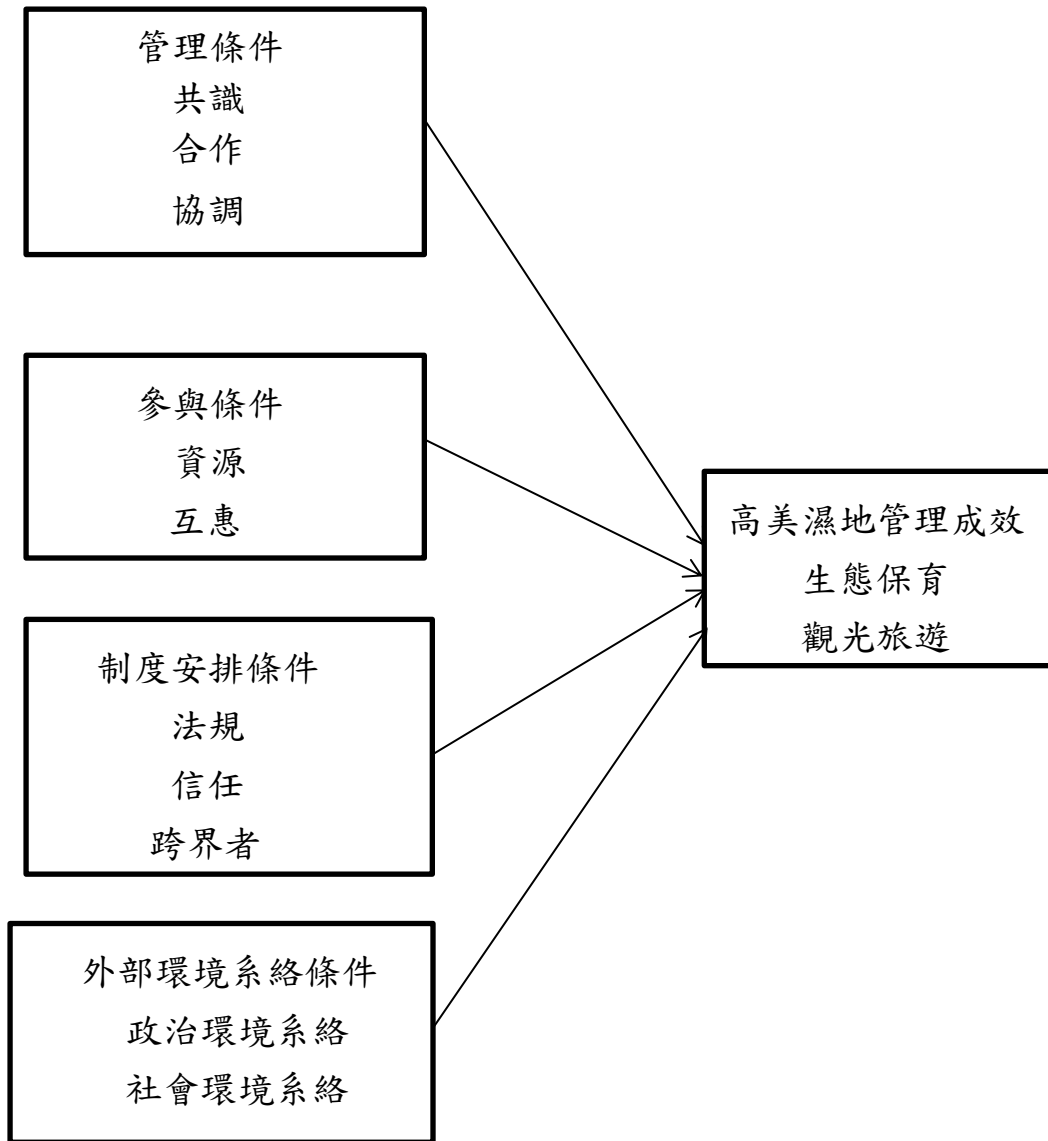 管理條件
共識
合作
協調
參與條件
資源
互惠
制度安排條件
法規
信任
跨界者
外部環境系絡條件
政治環境系絡
社會環境系絡
高美濕地管理成效
生態保育
觀光旅遊